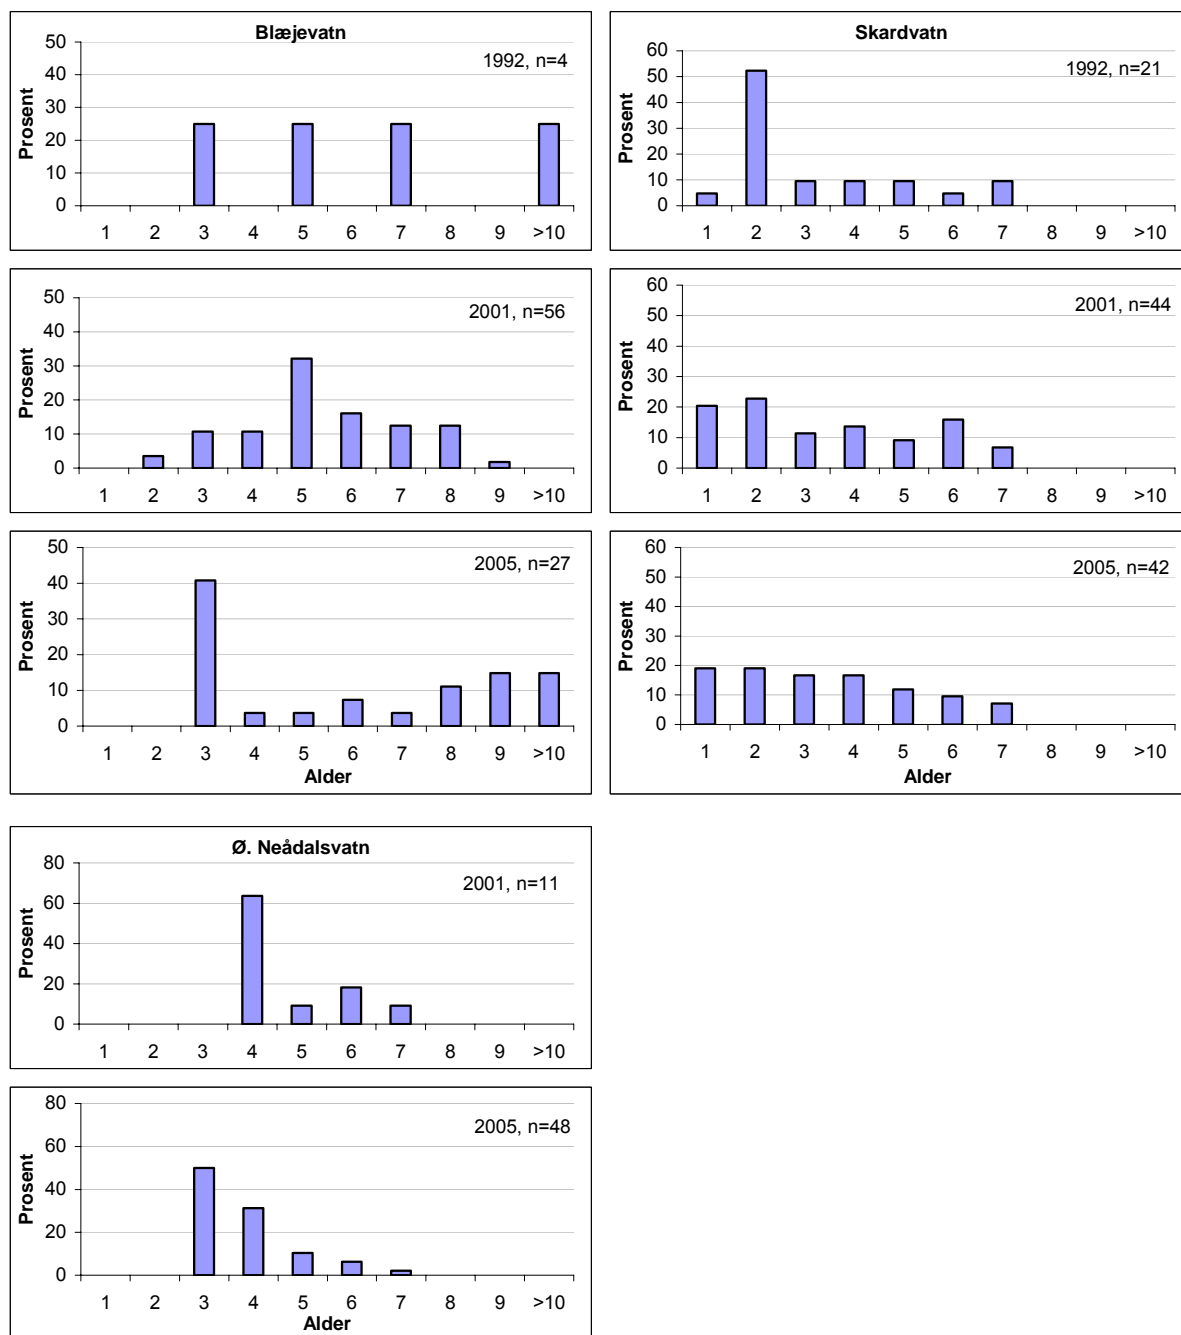 Blæjevatn
1992, n=4
Prosent
50
40
30
20
10
0
1 2 3 4 5 6 7 8 9 >10
2001, n=56
Prosent
50
40
30
20
10
0
1 2 3 4 5 6 7 8 9 >10
2005, n=27
Prosent
50
40
30
20
10
0
1 2 3 4 5 6 7 8 9 >10
Alder
Skardvatn
1992, n=21
Prosent
60
50
40
30
20
10
0
1 2 3 4 5 6 7 8 9 >10
2001, n=44
Prosent
60
50
40
30
20
10
0
1 2 3 4 5 6 7 8 9 >10
2005, n=42
Prosent
60
50
40
30
20
10
0
1 2 3 4 5 6 7 8 9 >10
Alder
Ø. Neådalsvatn
2001, n=11
Prosent
80
60
40
20
0
1 2 3 4 5 6 7 8 9 >10
2005, n=48
Prosent
80
60
40
20
0
1 2 3 4 5 6 7 8 9 >10
Alder